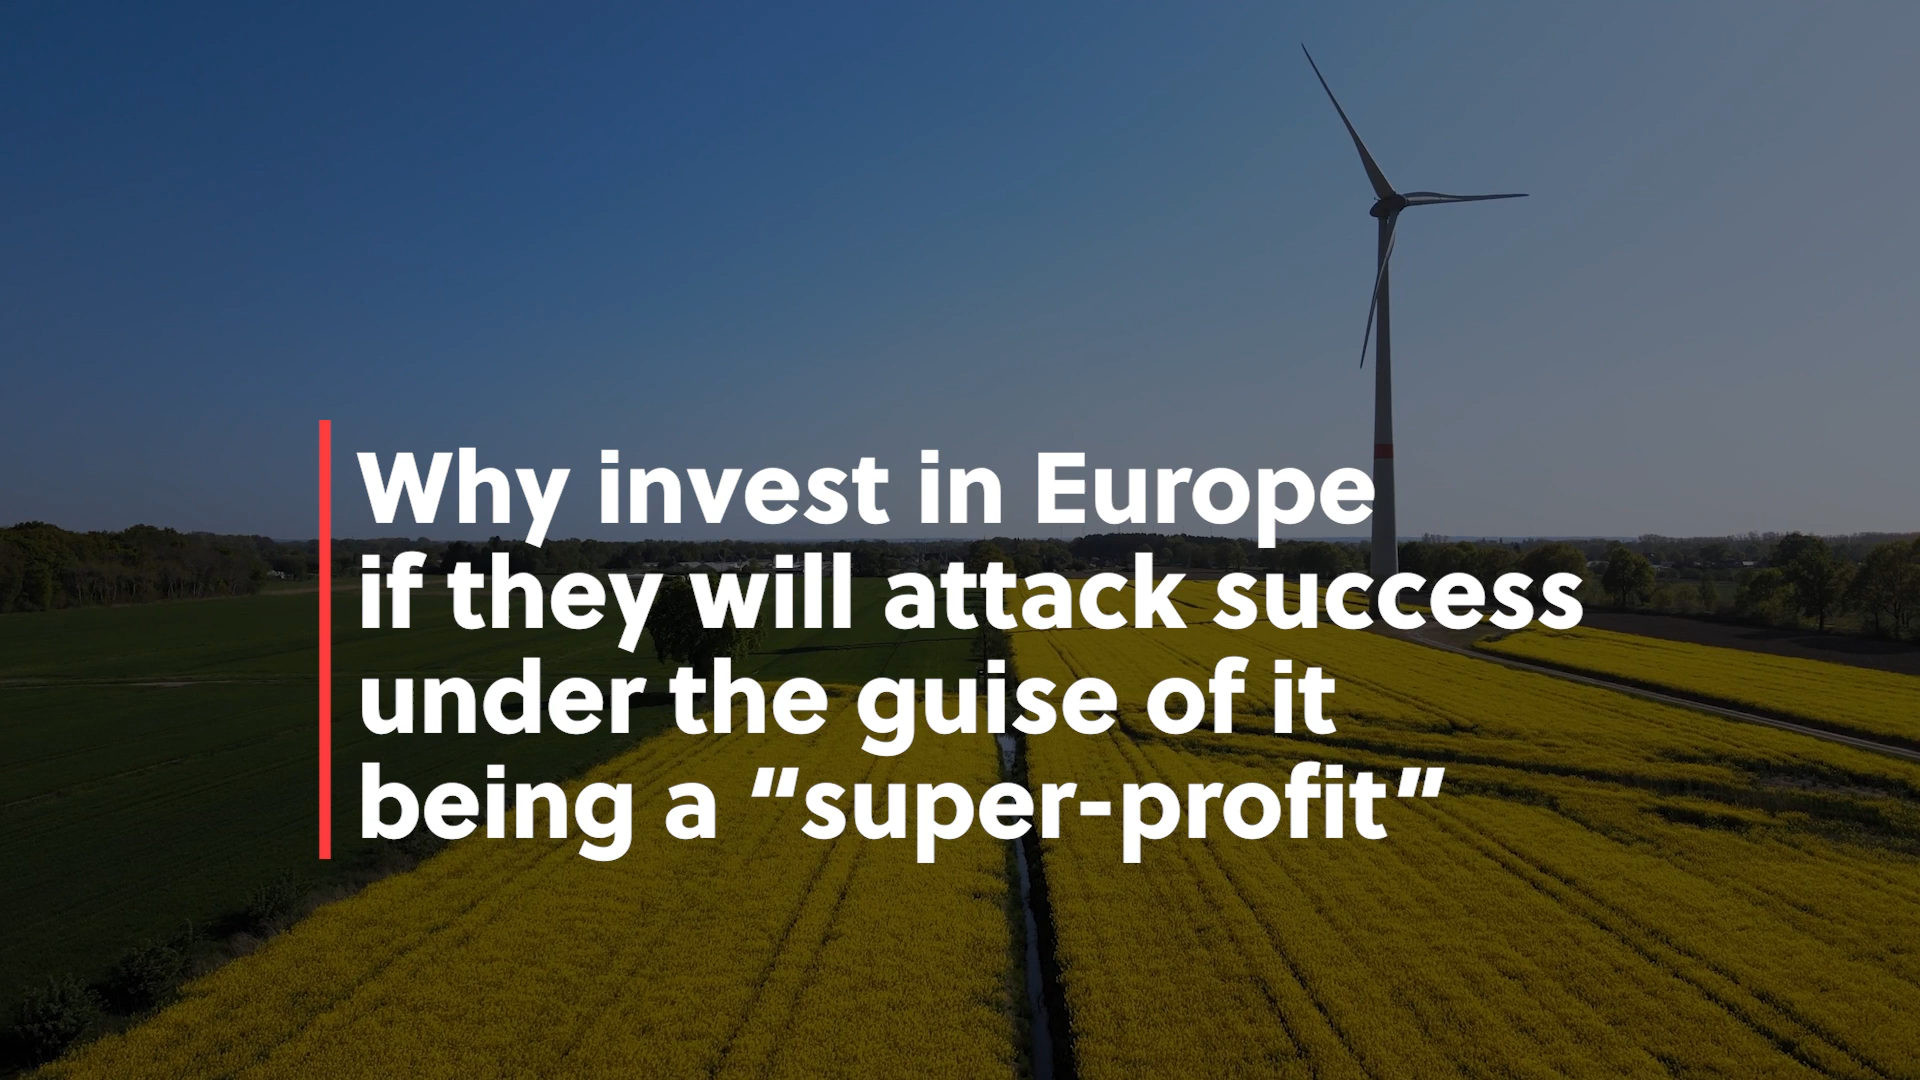 Why invest in Europe
if they will attack success
under the guise of it
being a “super-profit”